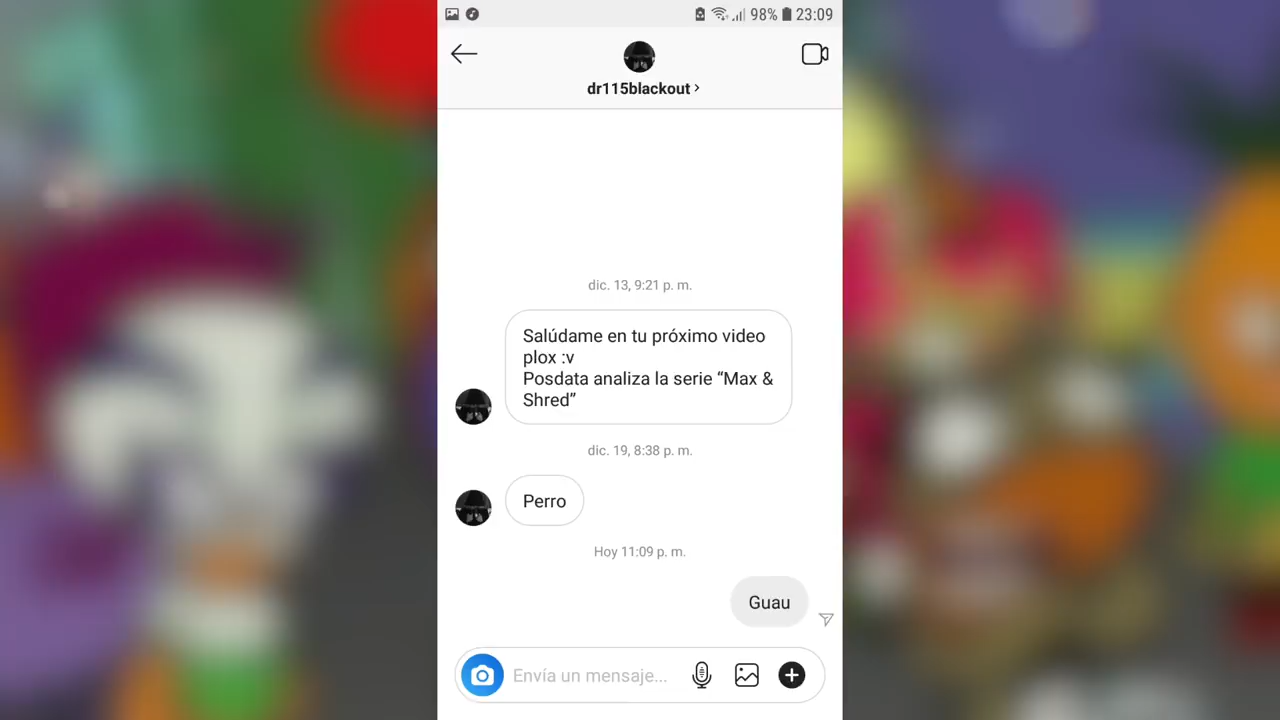 98% 23:09
dr115blackout
dic. 13, 9:21 p. m.
Salúdame en tu próximo video
plox :v
Posdata analiza la serie “Max &
Shred”
dic. 19, 8:38 p. m.
Perro
Hoy 11:09 p. m.
Guau
Envía un mensaje...